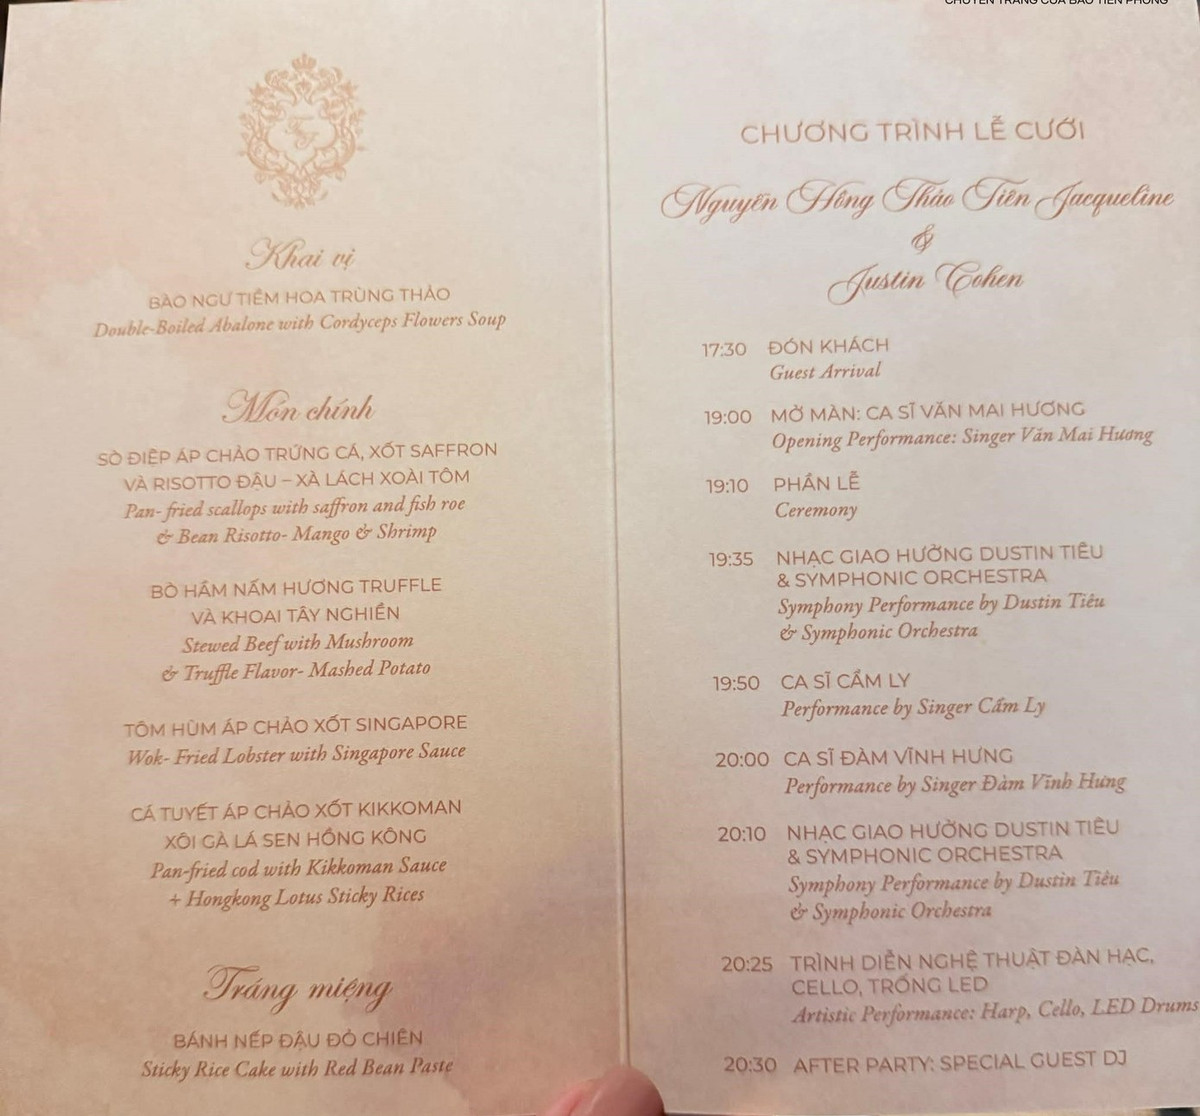 CHUYÊN TRANG CỦA BÁO TIỀN PHONG
Khai vị
BÀO NGƯ TIỀM HOA TRÙNG THẢO
Double-Boiled Abalone with Cordyceps Flowers Soup
Món chính
SÒ ĐIỆP ÁP CHẢO TRỨNG CÁ, XỐT SAFFRON
VÀ RISOTTO ĐẬU – XÀ LÁCH XOÀI TÔM
Pan- fried scallops with saffron and fish roe
& Bean Risotto- Mango & Shrimp
BÒ HẦM NẤM HƯƠNG TRUFFLE
VÀ KHOAI TÂY NGHIỀN
Stewed Beef with Mushroom
& Truffle Flavor- Mashed Potato
TÔM HÙM ÁP CHẢO XỐT SINGAPORE
Wok- Fried Lobster with Singapore Sauce
CÁ TUYẾT ÁP CHẢO XỐT KIKKOMAN
XÔI GÀ LÁ SEN HỒNG KÔNG
Pan-fried cod with Kikkoman Sauce
+ Hongkong Lotus Sticky Rices
Tráng miệng
BÁNH NẾP ĐẬU ĐỎ CHIÊN
Sticky Rice Cake with Red Bean Paste
CHƯƠNG TRÌNH LỄ CƯỚI
Nguyễn Hồng Thảo Tiên Jacqueline
&
Justin Cohen
17:30 ĐÓN KHÁCH
Guest Arrival
19:00 MỞ MÀN: CA SĨ VĂN MAI HƯƠNG
Opening Performance: Singer Văn Mai Hương
19:10 PHẦN LỄ
Ceremony
19:35 NHẠC GIAO HƯỞNG DUSTIN TIÊU
& SYMPHONIC ORCHESTRA
Symphony Performance by Dustin Tiêu
& Symphonic Orchestra
19:50 CA SĨ CẨM LY
Performance by Singer Cẩm Ly
20:00 CA SĨ ĐÀM VĨNH HƯNG
Performance by Singer Đàm Vĩnh Hưng
20:10 NHẠC GIAO HƯỞNG DUSTIN TIÊU
& SYMPHONIC ORCHESTRA
Symphony Performance by Dustin Tiêu
& Symphonic Orchestra
20:25 TRÌNH DIỄN NGHỆ THUẬT ĐÀN HẠC,
CELLO, TRỐNG LED
Artistic Performance: Harp, Cello, LED Drums
20:30 AFTER PARTY: SPECIAL GUEST DJ